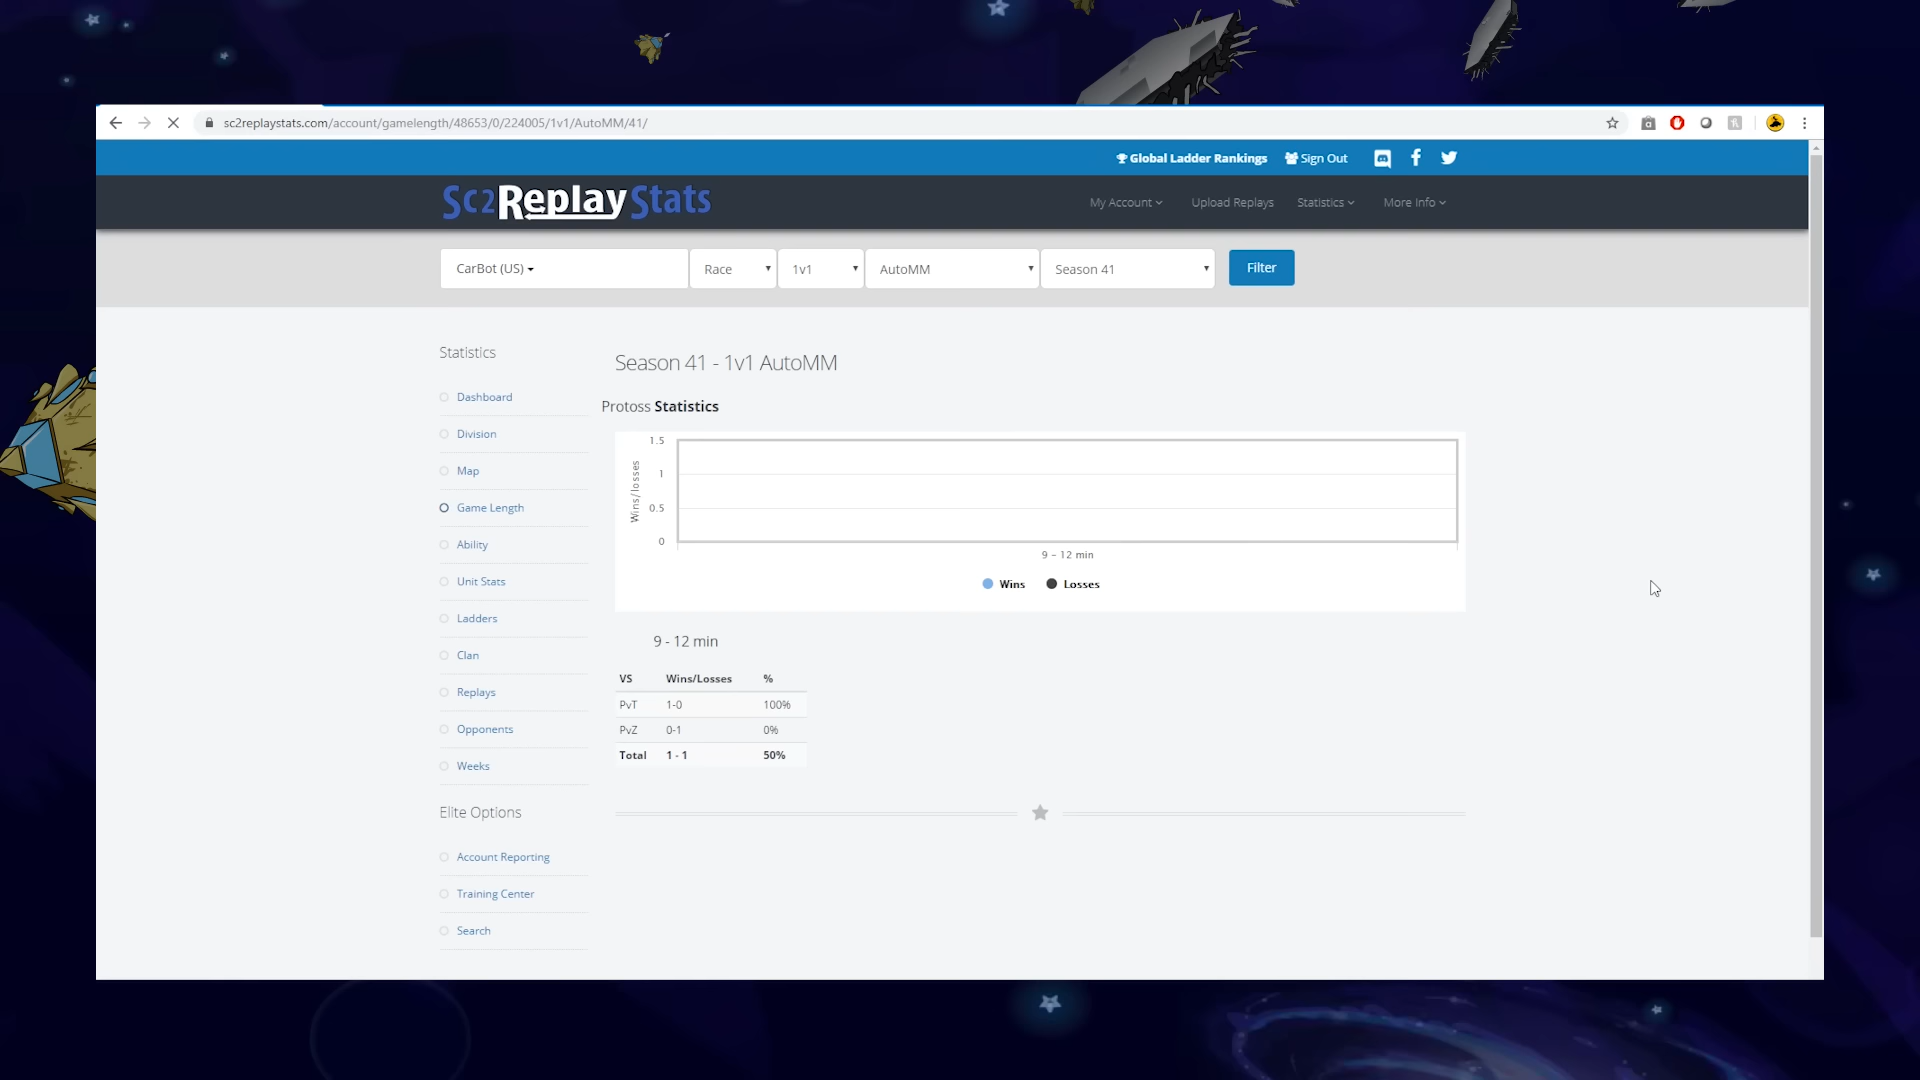 sc2replaystats.com/account/gamelength/48653/0/224005/1v1/AutoMM/41/
Global Ladder Rankings Sign Out
Sc2ReplayStats
My Account Upload Replays Statistics More Info
CarBot (US) Race 1v1 AutoMM Season 41 Filter
Statistics
Dashboard
Division
Map
Game Length
Ability
Unit Stats
Ladders
Clan
Replays
Opponents
Weeks
Elite Options
Account Reporting
Training Center
Search
Season 41 - 1v1 AutoMM
Protoss Statistics
Wins/losses
1.5
1
0.5
0
9 – 12 min
Wins Losses
9 - 12 min
VS Wins/Losses %
PvT 1-0 100%
PvZ 0-1 0%
Total 1 - 1 50%